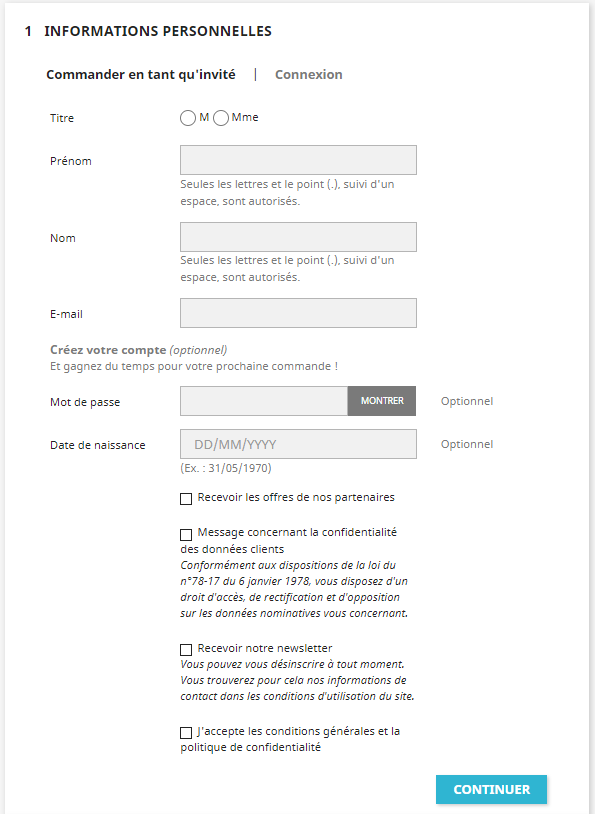 1 INFORMATIONS PERSONNELLES
Commander en tant qu'invité | Connexion
Titre M Mme
Prénom
Seules les lettres et le point (.), suivi d'un
espace, sont autorisés.
Nom
Seules les lettres et le point (.), suivi d'un
espace, sont autorisés.
E-mail
Créez votre compte (optionnel)
Et gagnez du temps pour votre prochaine commande !
Mot de passe MONTRER Optionnel
Date de naissance DD/MM/YYYY Optionnel
(Ex. : 31/05/1970)
Recevoir les offres de nos partenaires
Message concernant la confidentialité
des données clients
Conformément aux dispositions de la loi du
n°78-17 du 6 janvier 1978, vous disposez d'un
droit d'accès, de rectification et d'opposition
sur les données nominatives vous concernant.
Recevoir notre newsletter
Vous pouvez vous désinscrire à tout moment.
Vous trouverez pour cela nos informations de
contact dans les conditions d'utilisation du site.
J'accepte les conditions générales et la
politique de confidentialité
CONTINUER